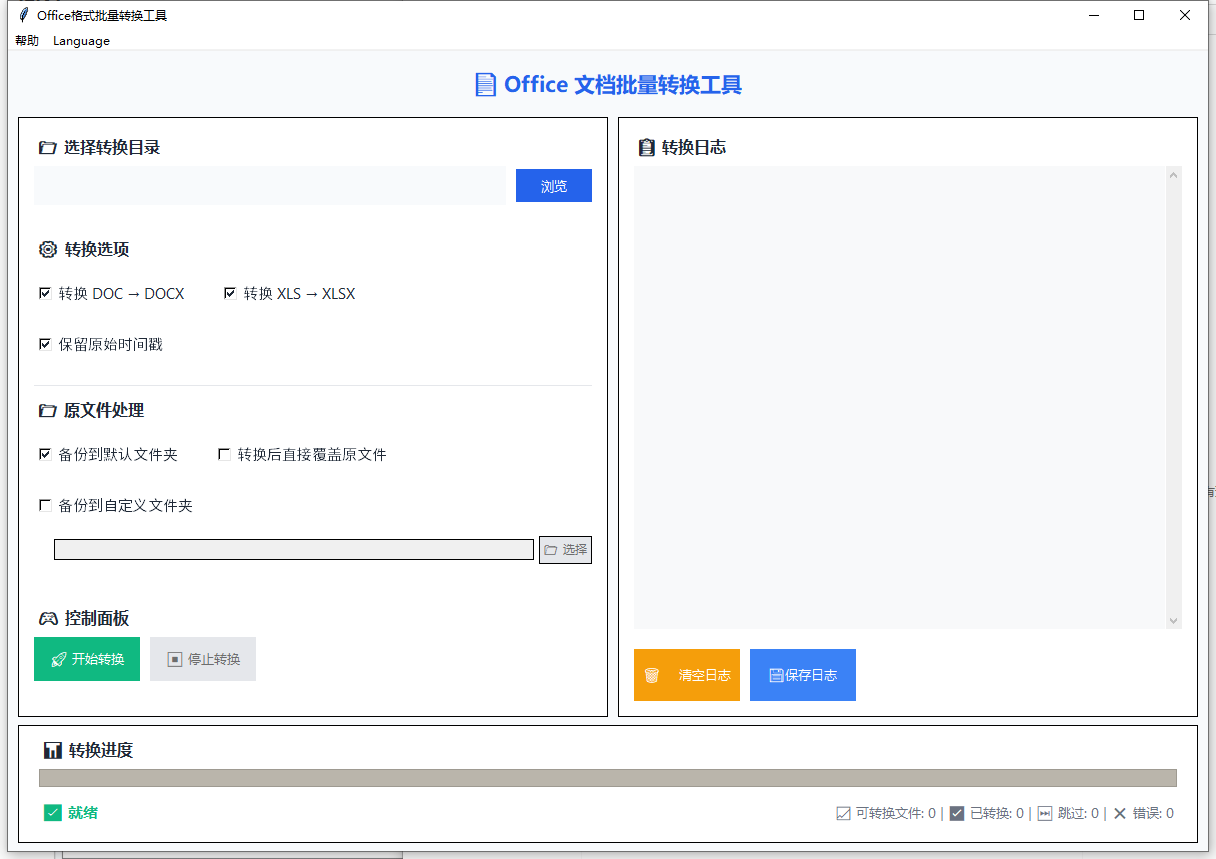 Office格式批量转换工具
帮助 Language
Office 文档批量转换工具
选择转换目录
浏览
转换选项
转换 DOC → DOCX 转换 XLS → XLSX
保留原始时间戳
原文件处理
备份到默认文件夹 转换后直接覆盖原文件
备份到自定义文件夹
选择
控制面板
开始转换 停止转换
转换日志
清空日志 保存日志
转换进度
就绪
可转换文件: 0 | 已转换: 0 | 跳过: 0 | 错误: 0